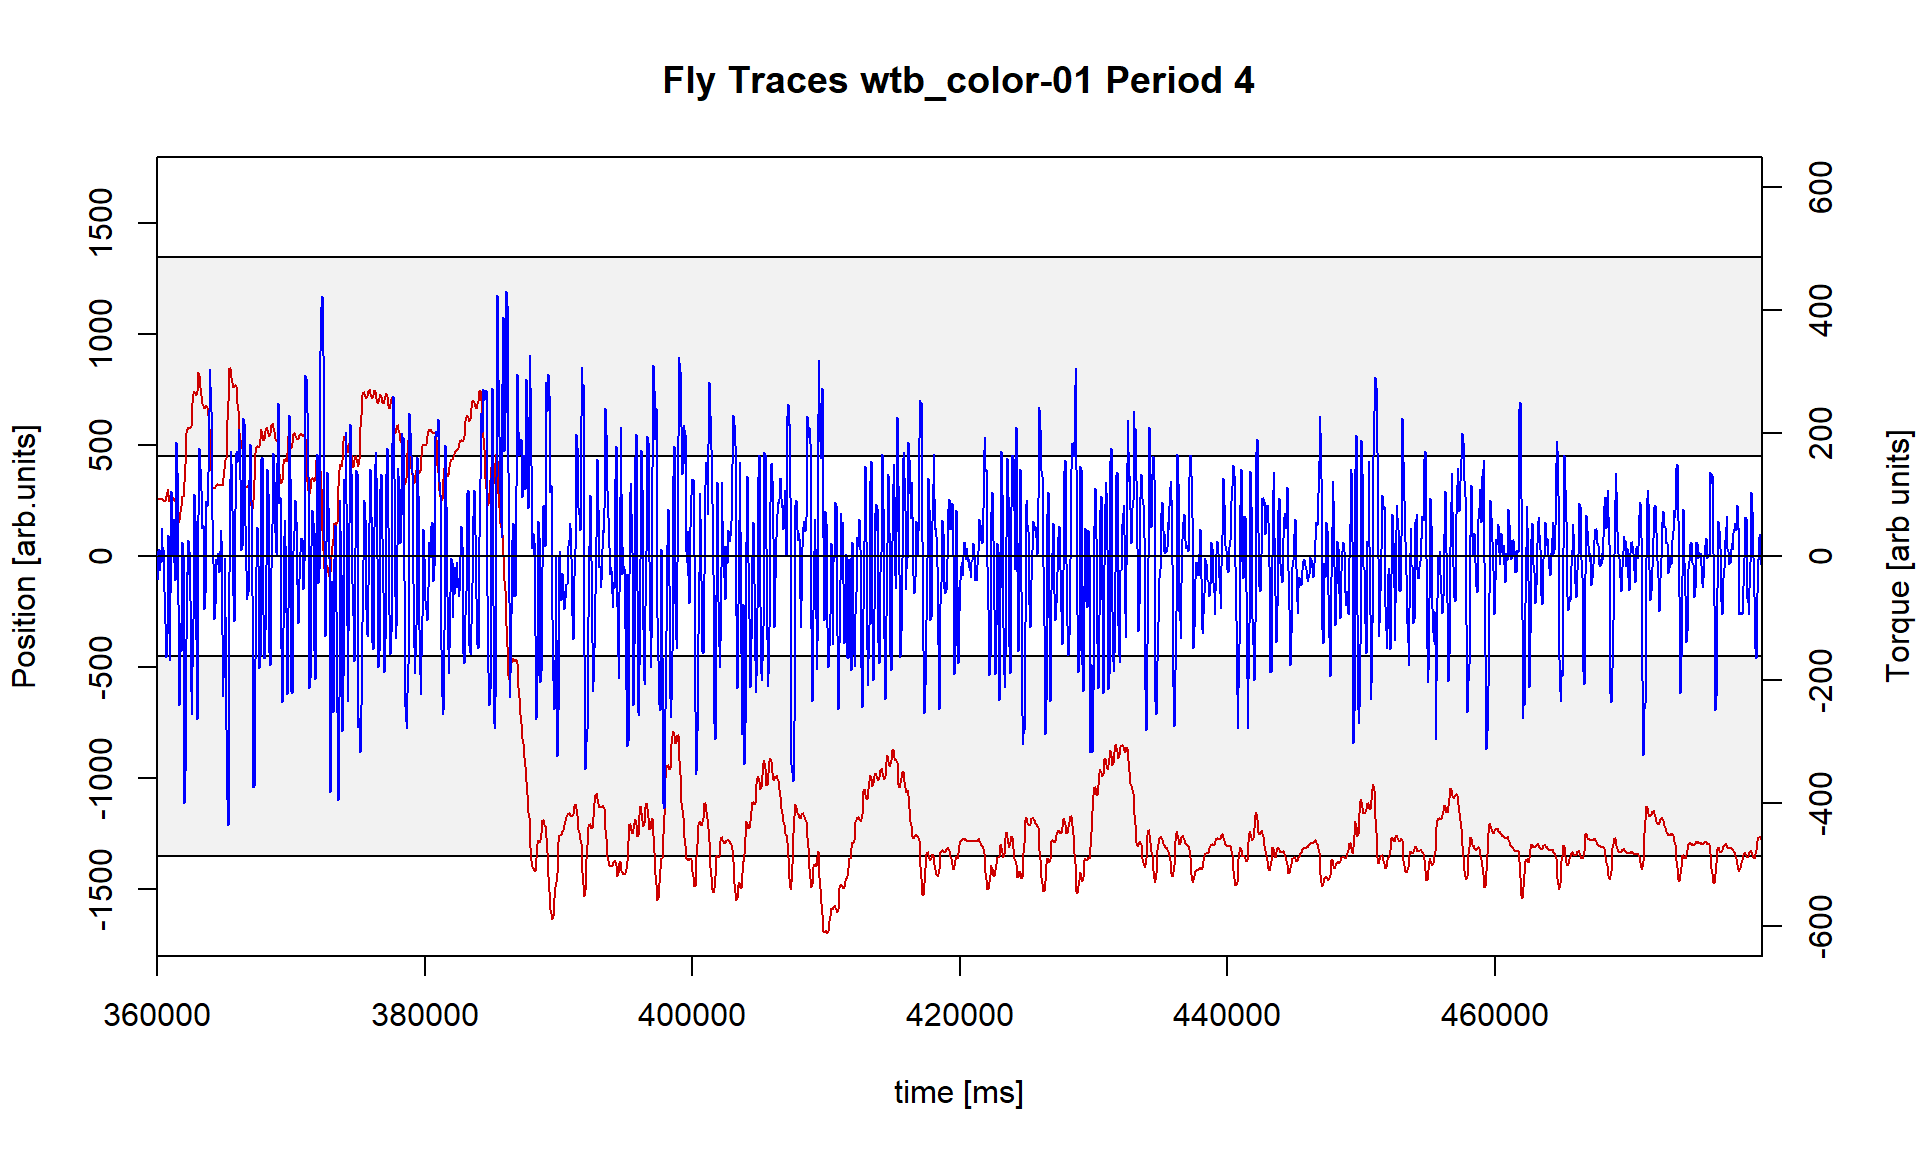 Fly Traces wtb_color-01 Period 4
Position [arb.units]
1500
1000
500
0
-500
-1000
-1500
600
400
200
0
-200
-400
-600
Torque [arb units]
360000 380000 400000 420000 440000 460000
time [ms]